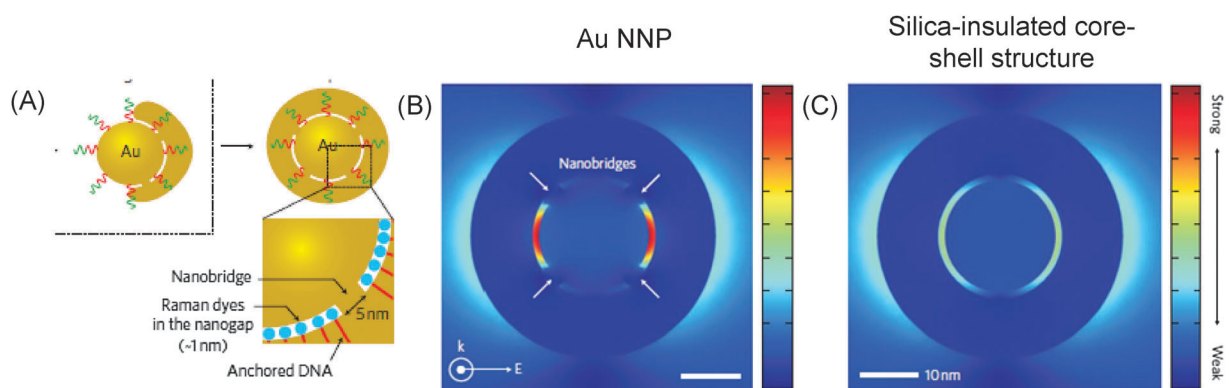 Au NNP
Silica-insulated core-
shell structure
(A)
Au
Au
Nanobridge
Raman dyes
in the nanogap
(~1 nm)
5 nm
Anchored DNA
(B)
Nanobridges
k
E
(C)
10 nm
Strong
Weak